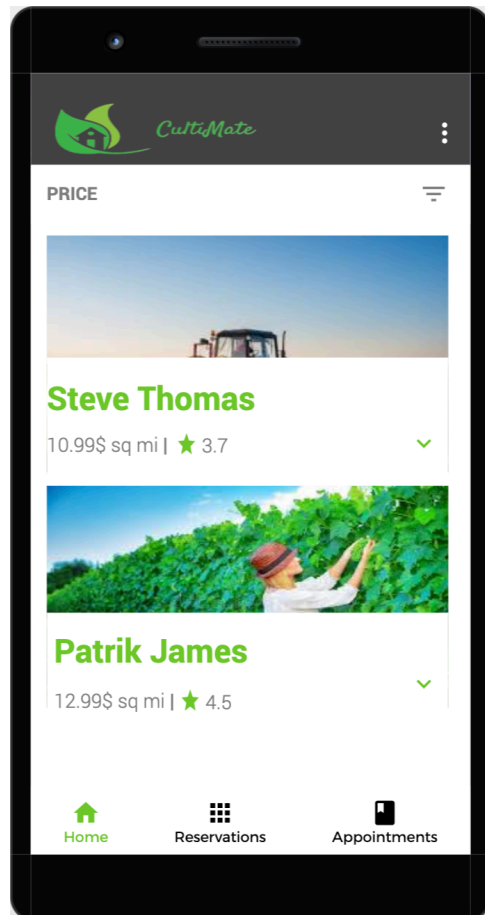 CultiMate
PRICE
Steve Thomas
10.99$ sq mi | ★ 3.7
Patrik James
12.99$ sq mi | ★ 4.5
Home Reservations Appointments